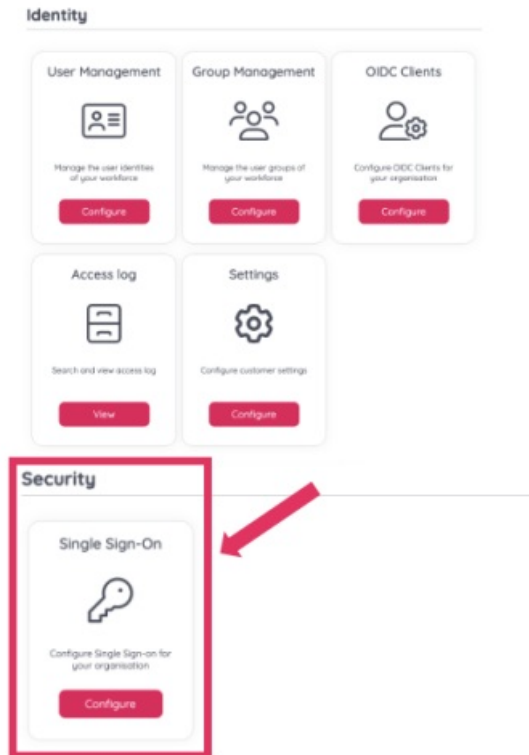 Identity
User Management
Manage the user identities
of your workforce
Configure
Group Management
Manage the user groups of
your workforce
Configure
OIDC Clients
Configure OIDC Clients for
your organisation
Configure
Access log
Search and view access log
View
Settings
Configure customer settings
Configure
Security
Single Sign-On
Configure Single Sign-on for
your organisation
Configure